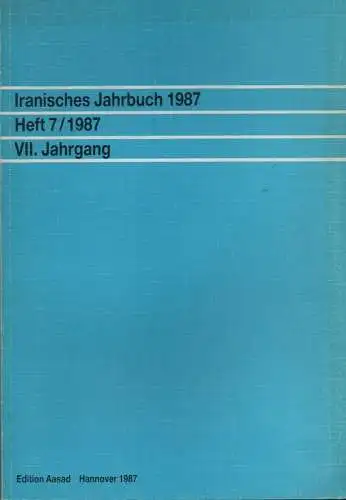 Iranisches Jahrbuch 1987
Heft 7/1987
VII. Jahrgang
Edition Aasad Hannover 1987